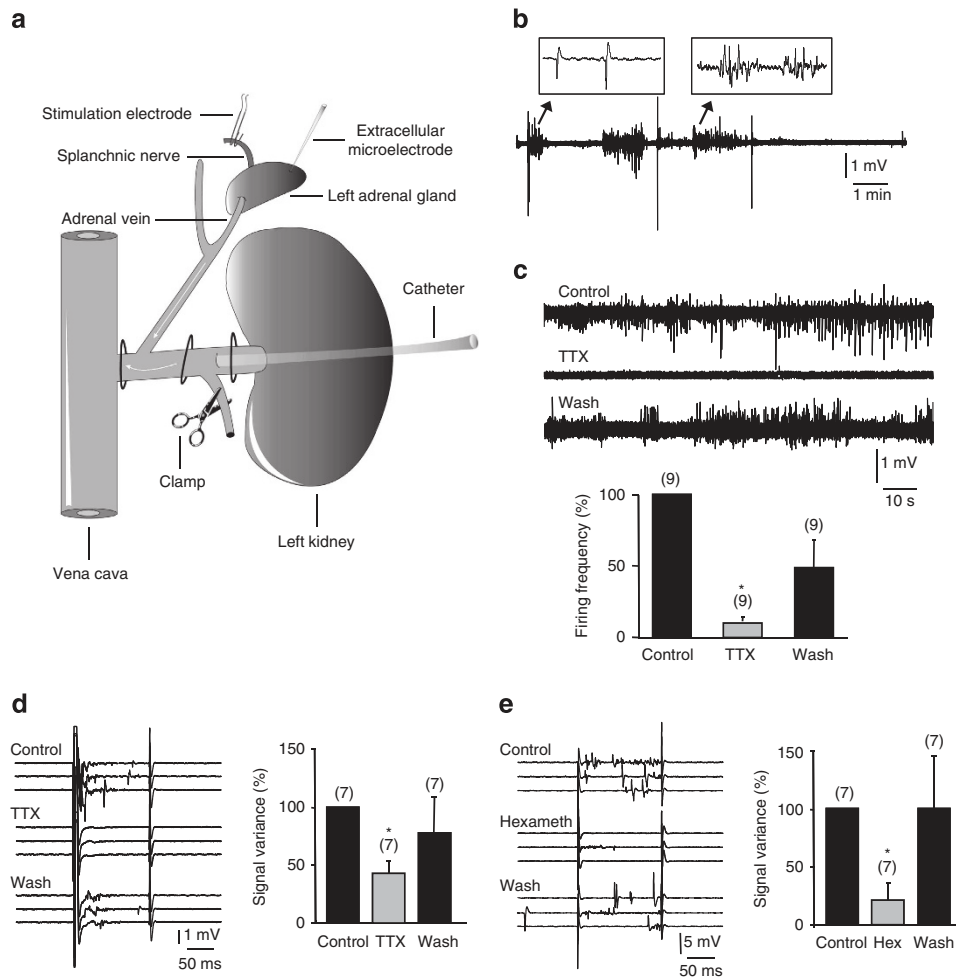 a
Stimulation electrode
Splanchnic nerve
Extracellular
microelectrode
Left adrenal gland
Adrenal vein
Catheter
Clamp
Left kidney
Vena cava
b
1 mV
1 min
c
Control
TTX
Wash
1 mV
10 s
Firing frequency (%)
100
50
0
(9)
*
(9)
(9)
Control TTX Wash
d
Control
TTX
Wash
1 mV
50 ms
Signal variance (%)
150
100
50
0
(7)
*
(7)
(7)
Control TTX Wash
e
Control
Hexameth
Wash
5 mV
50 ms
Signal variance (%)
150
100
50
0
(7)
*
(7)
(7)
Control Hex Wash